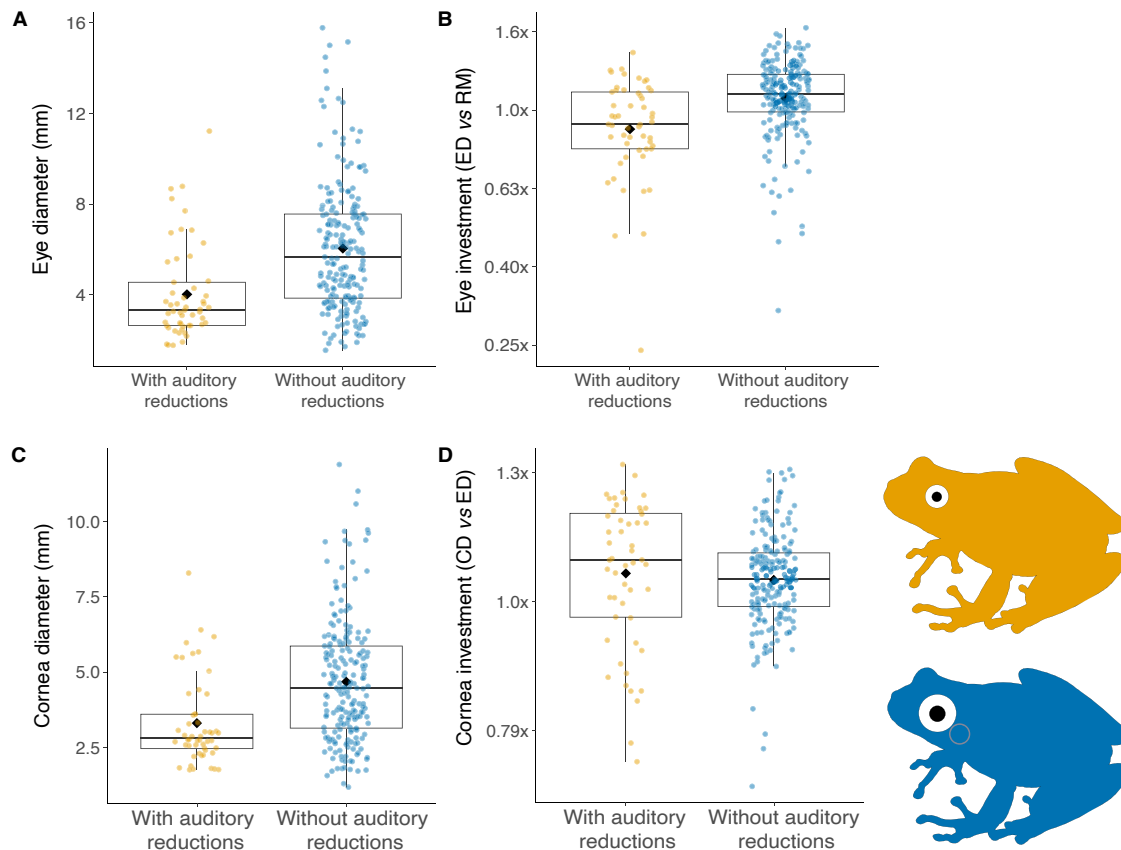 A
Eye diameter (mm)
16
12
8
4
With auditory
reductions
Without auditory
reductions
B
Eye investment (ED vs RM)
1.6x
1.0x
0.63x
0.40x
0.25x
With auditory
reductions
Without auditory
reductions
C
Cornea diameter (mm)
10.0
7.5
5.0
2.5
With auditory
reductions
Without auditory
reductions
D
Cornea investment (CD vs ED)
1.3x
1.0x
0.79x
With auditory
reductions
Without auditory
reductions